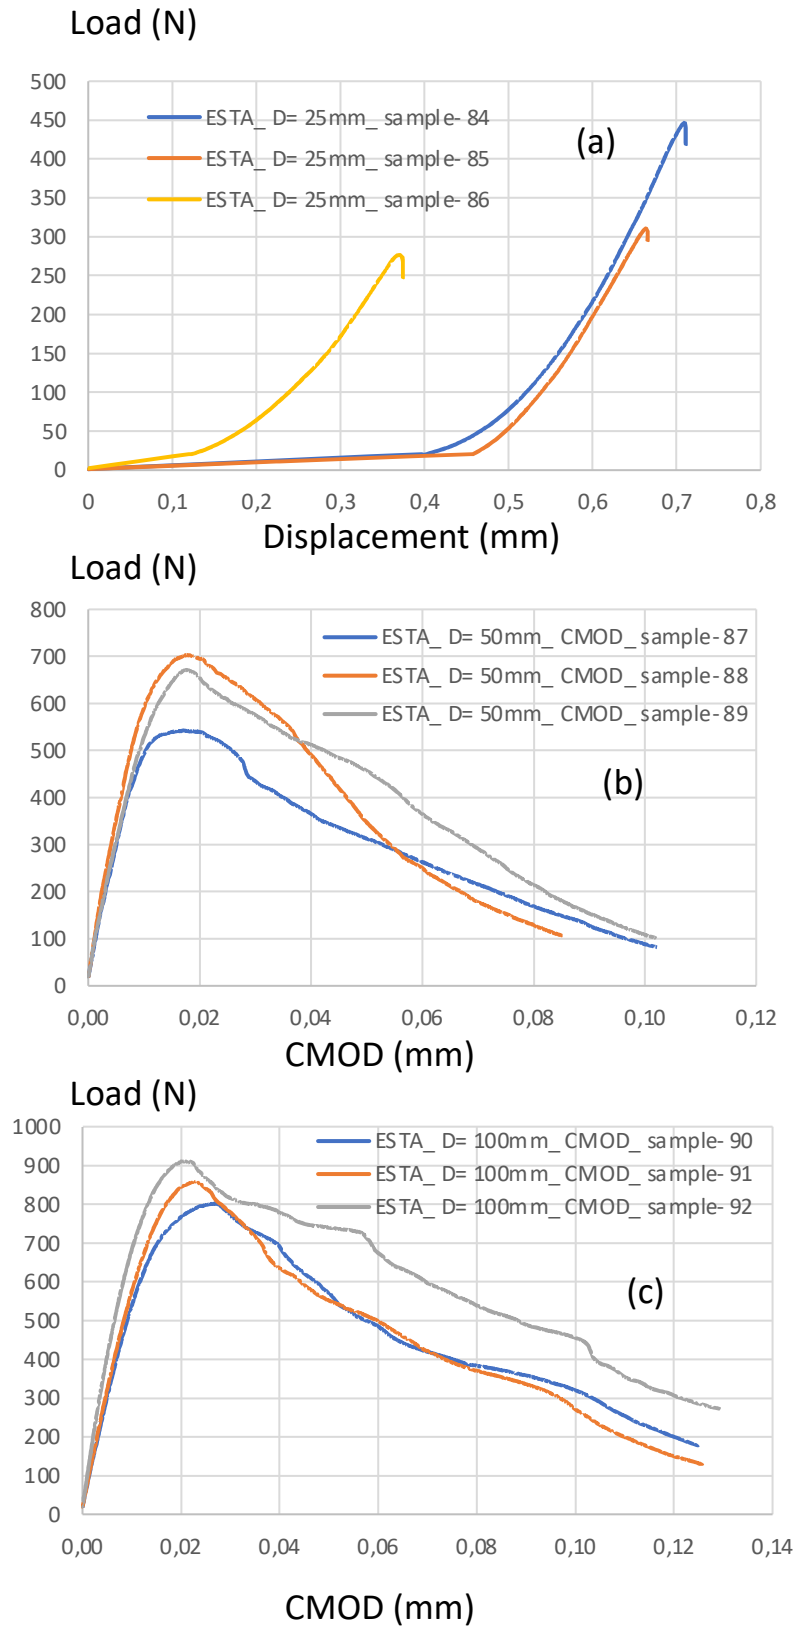 Load (N)
500
450
400
350
300
250
200
150
100
50
0
ESTA_ D= 25mm_ sample- 84
ESTA_ D= 25mm_ sample- 85
ESTA_ D= 25mm_ sample- 86
(a)
0 0,1 0,2 0,3 0,4 0,5 0,6 0,7 0,8
Displacement (mm)
Load (N)
800
700
600
500
400
300
200
100
0
ESTA_ D= 50mm_ CMOD_ sample- 87
ESTA_ D= 50mm_ CMOD_ sample- 88
ESTA_ D= 50mm_ CMOD_ sample- 89
(b)
0,00 0,02 0,04 0,06 0,08 0,10 0,12
CMOD (mm)
Load (N)
1000
900
800
700
600
500
400
300
200
100
0
ESTA_ D= 100mm_CMOD_ sample- 90
ESTA_ D= 100mm_CMOD_ sample- 91
ESTA_ D= 100mm_CMOD_ sample- 92
(c)
0,00 0,02 0,04 0,06 0,08 0,10 0,12 0,14
CMOD (mm)